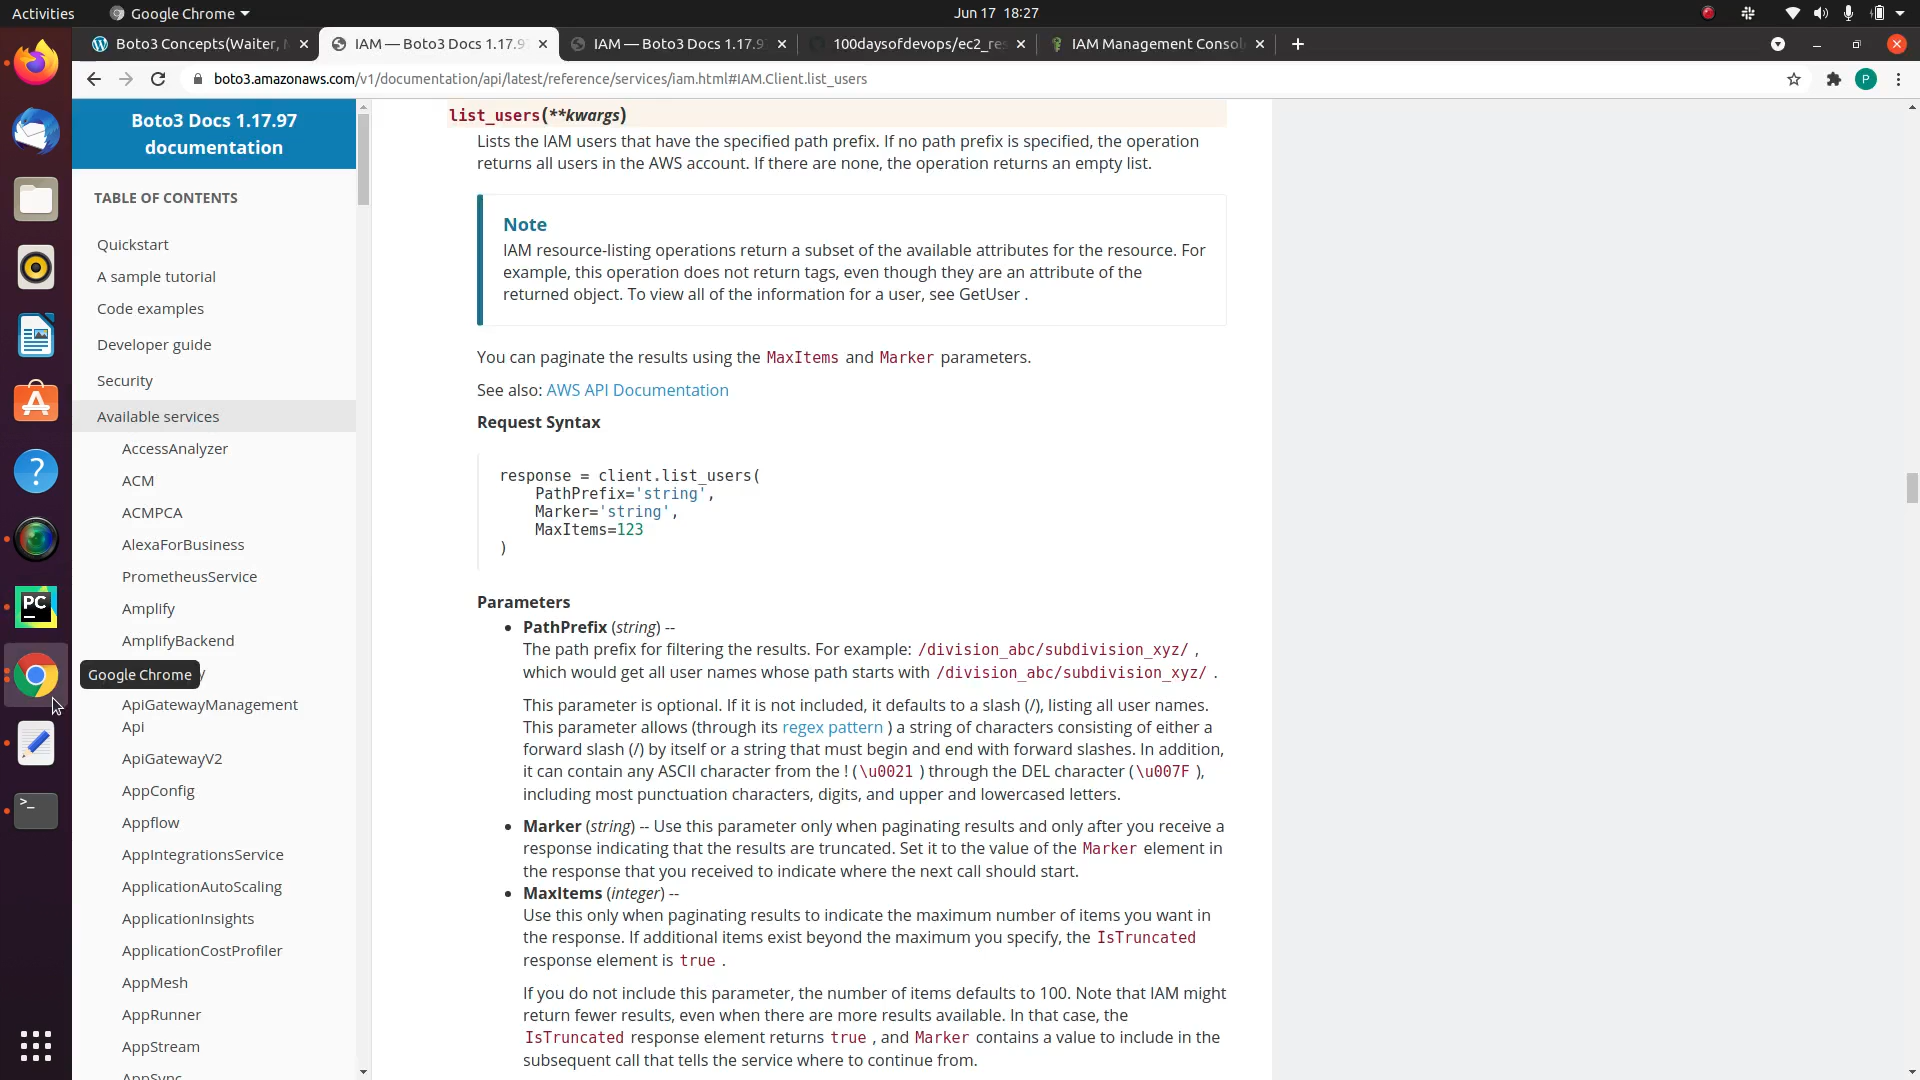 Activities
Google Chrome
Jun 17 18:27
Boto3 Concepts(Waiter,
IAM — Boto3 Docs 1.17.9
IAM — Boto3 Docs 1.17.9
100daysofdevops/ec2_res
IAM Management Consol
boto3.amazonaws.com/v1/documentation/api/latest/reference/services/iam.html#IAM.Client.list_users
P
Boto3 Docs 1.17.97
documentation
TABLE OF CONTENTS
Quickstart
A sample tutorial
Code examples
Developer guide
Security
Available services
AccessAnalyzer
ACM
ACMPCA
AlexaForBusiness
PrometheusService
Amplify
AmplifyBackend
Google Chrome
ApiGatewayManagement
Api
ApiGatewayV2
AppConfig
Appflow
AppIntegrationsService
ApplicationAutoScaling
ApplicationInsights
ApplicationCostProfiler
AppMesh
AppRunner
AppStream
AppSync
PC
list_users(**kwargs)
Lists the IAM users that have the specified path prefix. If no path prefix is specified, the operation
returns all users in the AWS account. If there are none, the operation returns an empty list.
Note
IAM resource-listing operations return a subset of the available attributes for the resource. For
example, this operation does not return tags, even though they are an attribute of the
returned object. To view all of the information for a user, see GetUser .
You can paginate the results using the MaxItems and Marker parameters.
See also: AWS API Documentation
Request Syntax
response = client.list_users(
PathPrefix='string',
Marker='string',
MaxItems=123
)
Parameters
• PathPrefix (string) --
The path prefix for filtering the results. For example: /division_abc/subdivision_xyz/ ,
which would get all user names whose path starts with /division_abc/subdivision_xyz/ .
This parameter is optional. If it is not included, it defaults to a slash (/), listing all user names.
This parameter allows (through its regex pattern ) a string of characters consisting of either a
forward slash (/) by itself or a string that must begin and end with forward slashes. In addition,
it can contain any ASCII character from the ! (\u0021 ) through the DEL character (\u007F ),
including most punctuation characters, digits, and upper and lowercased letters.
• Marker (string) -- Use this parameter only when paginating results and only after you receive a
response indicating that the results are truncated. Set it to the value of the Marker element in
the response that you received to indicate where the next call should start.
• MaxItems (integer) --
Use this only when paginating results to indicate the maximum number of items you want in
the response. If additional items exist beyond the maximum you specify, the IsTruncated
response element is true .
If you do not include this parameter, the number of items defaults to 100. Note that IAM might
return fewer results, even when there are more results available. In that case, the
IsTruncated response element returns true , and Marker contains a value to include in the
subsequent call that tells the service where to continue from.